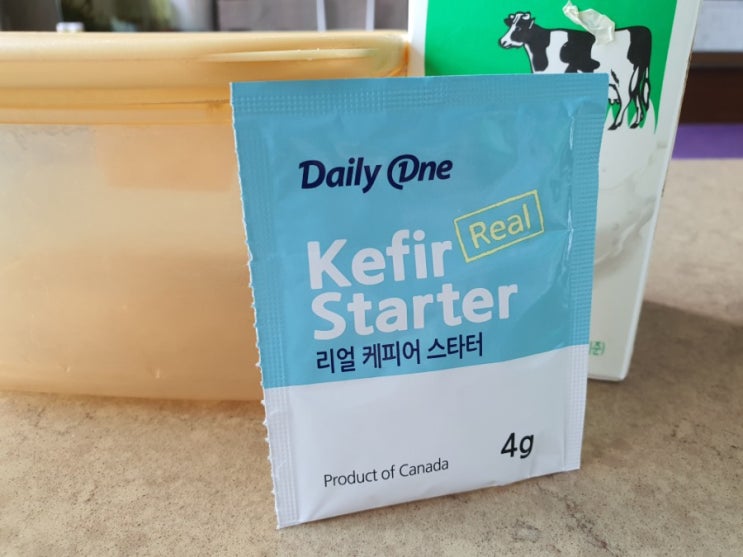 Daily One
Real
Kefir
Starter
리얼 케피어 스타터
4g
Product of Canada